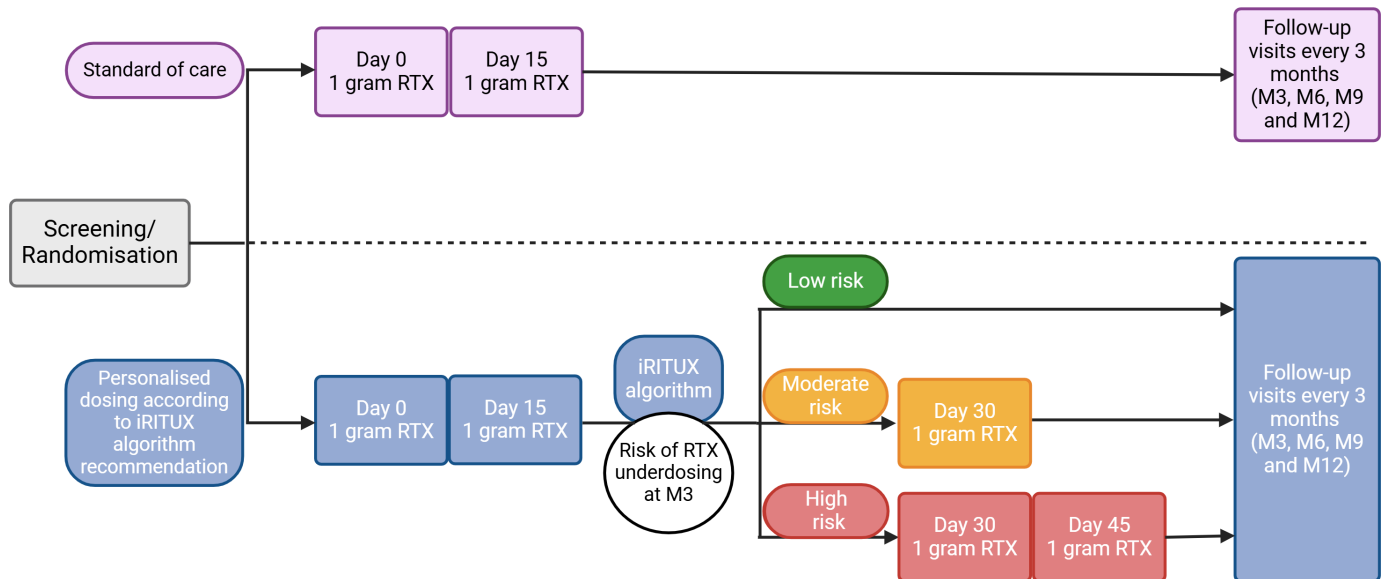 Standard of care
Day 0
1 gram RTX
Day 15
1 gram RTX
Follow-up
visits every 3
months
(M3, M6, M9
and M12)
Screening/
Randomisation
Personalised
dosing according
to iRITUX
algorithm
recommendation
Day 0
1 gram RTX
Day 15
1 gram RTX
iRITUX
algorithm
Risk of RTX
underdosing
at M3
Low risk
Moderate
risk
Day 30
1 gram RTX
High
risk
Day 30
1 gram RTX
Day 45
1 gram RTX
Follow-up
visits every 3
months
(M3, M6, M9
and M12)